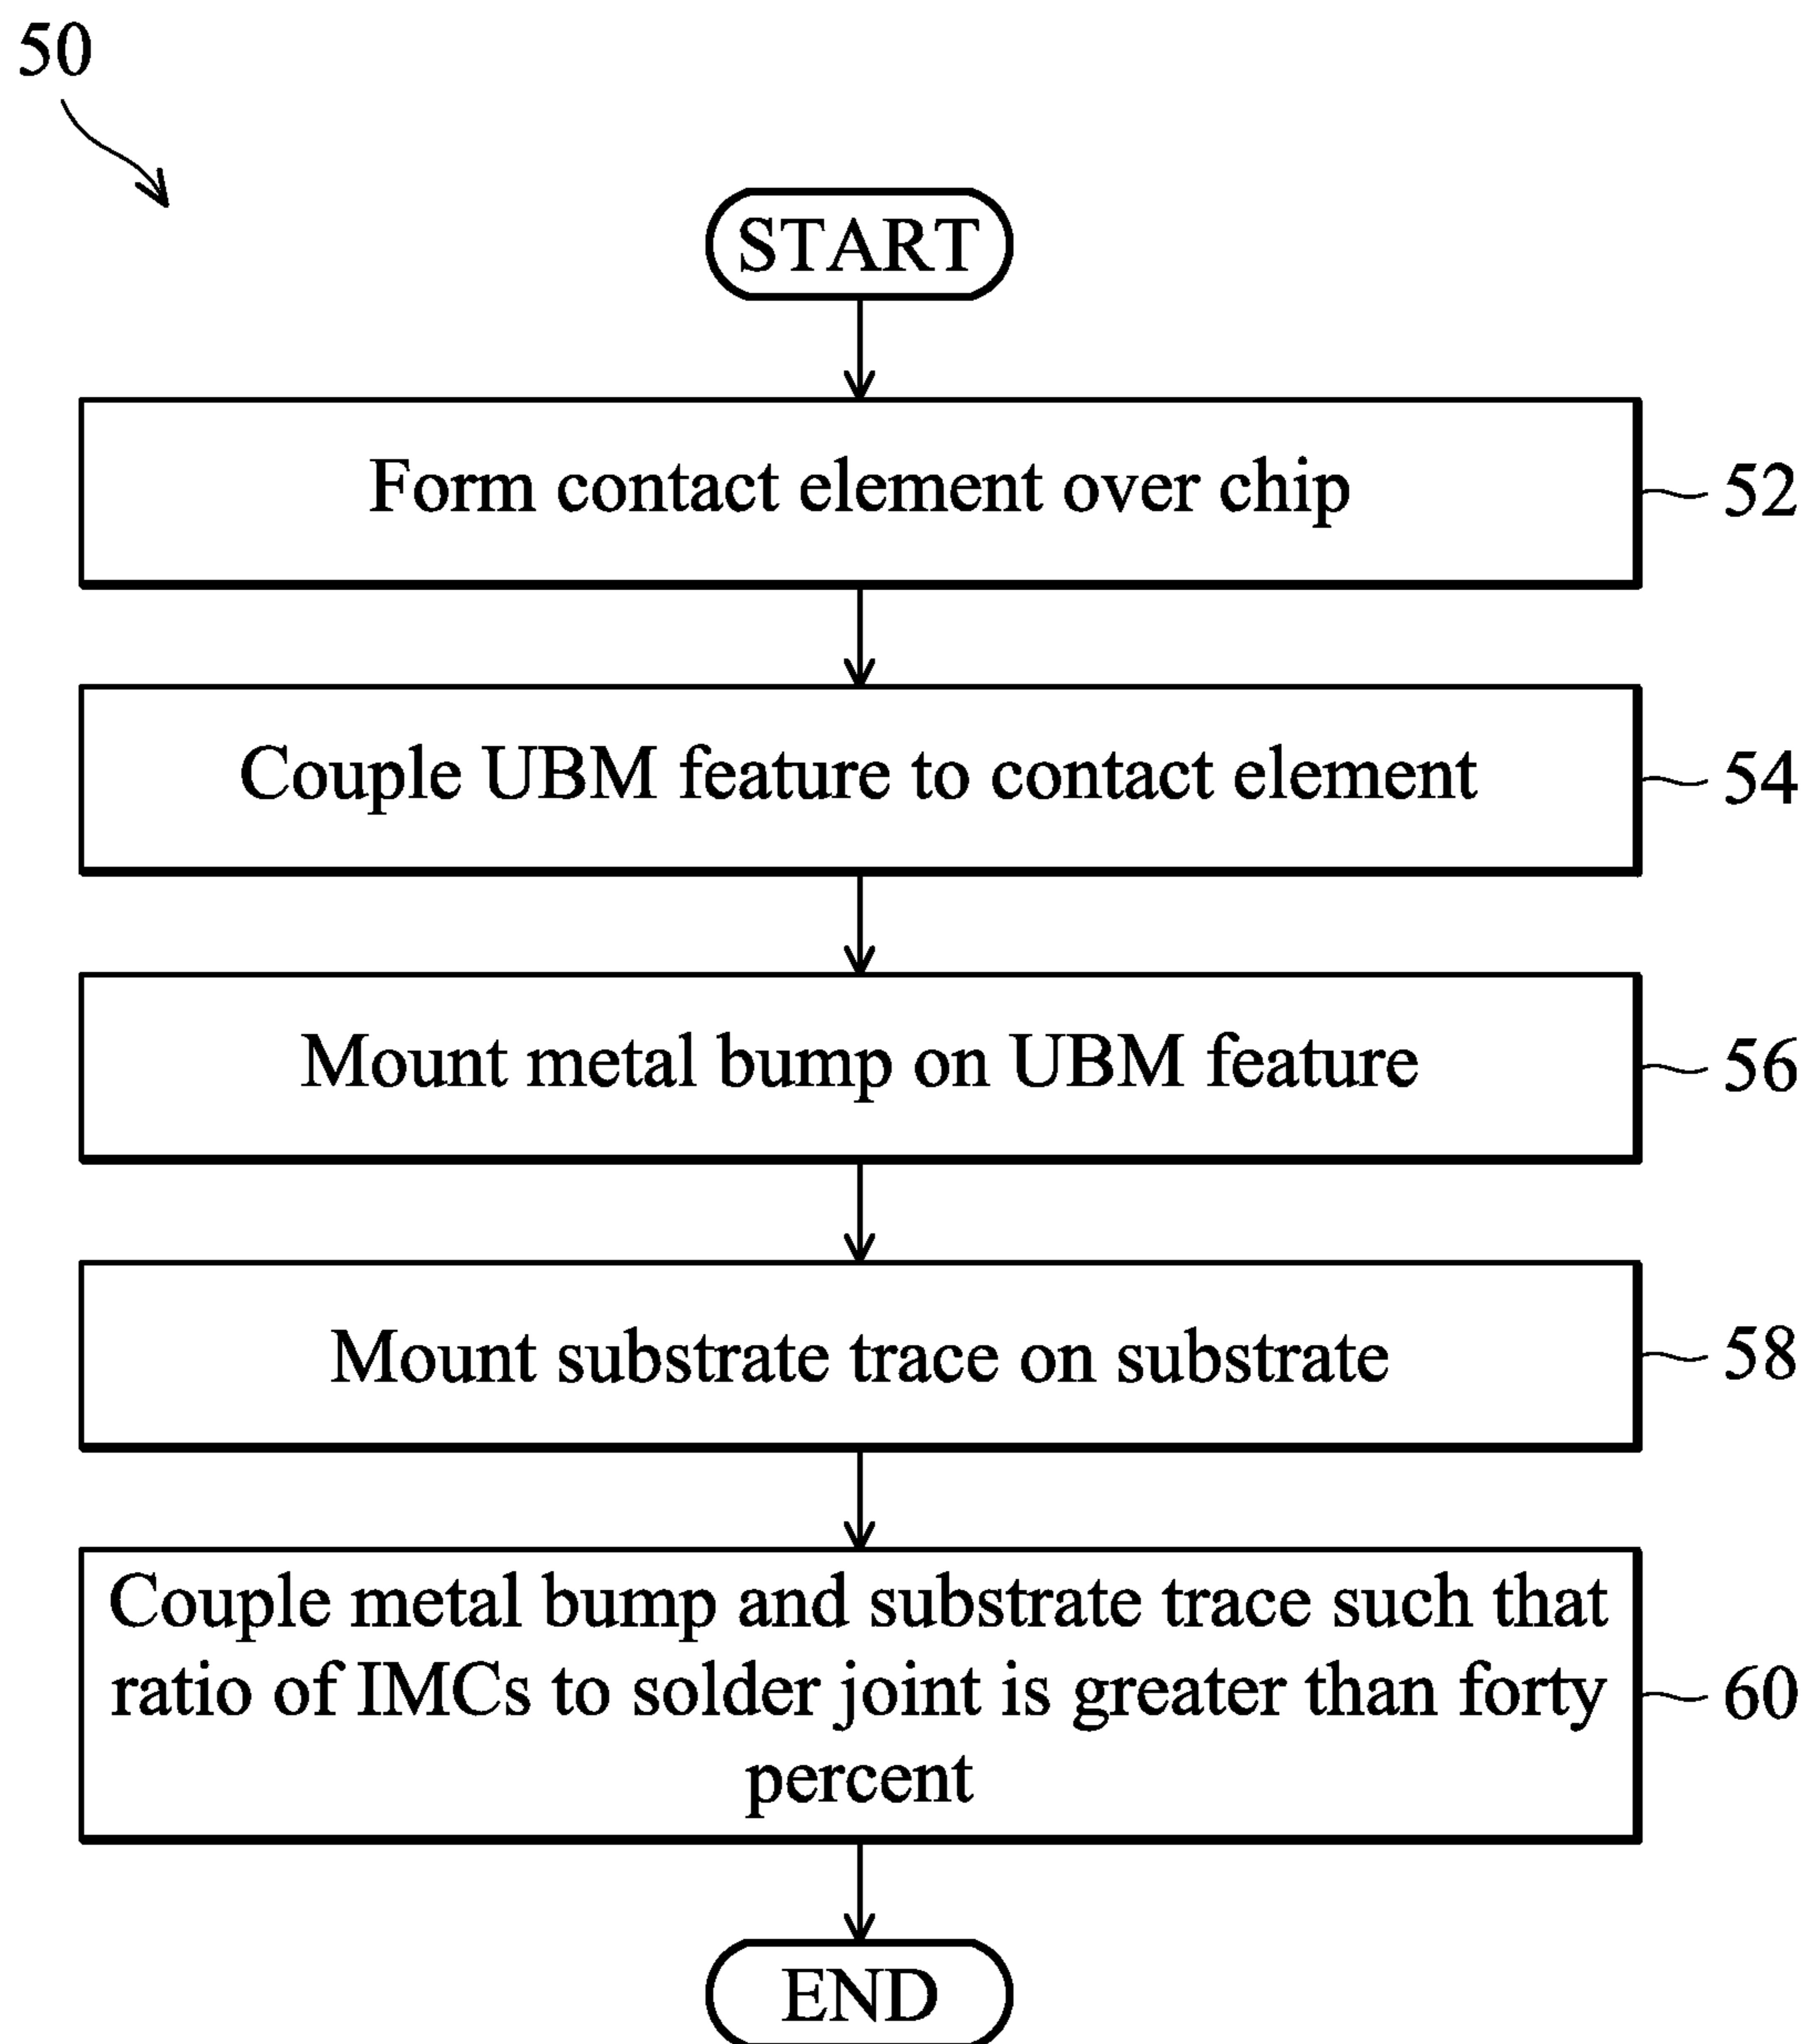 50
START
Form contact element over chip
52
Couple UBM feature to contact element
54
Mount metal bump on UBM feature
56
Mount substrate trace on substrate
58
Couple metal bump and substrate trace such that
ratio of IMCs to solder joint is greater than forty
percent
60
END